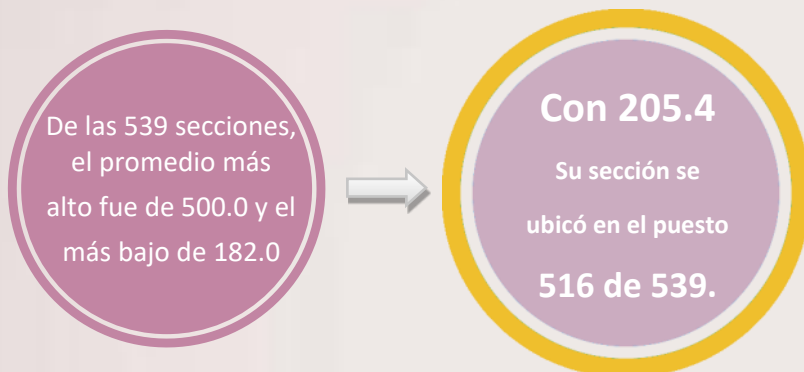 De las 539 secciones,
el promedio más
alto fue de 500.0 y el
más bajo de 182.0
Con 205.4
Su sección se
ubicó en el puesto
516 de 539.